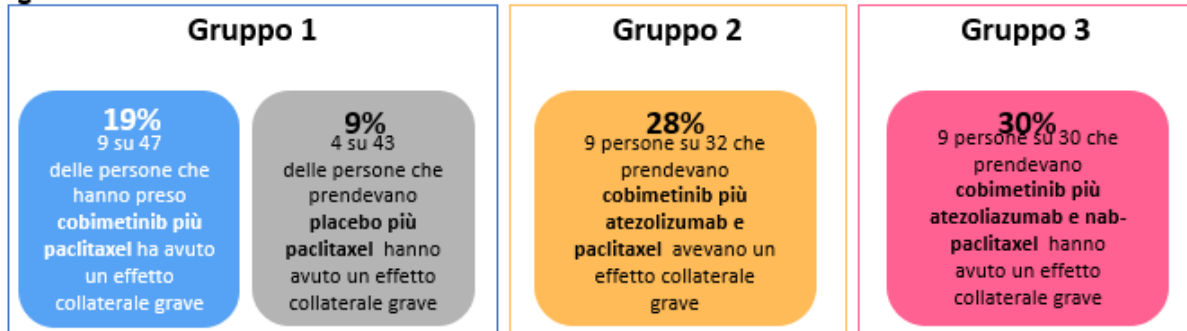 Gruppo 1
19%
9 su 47
delle persone che
hanno preso
cobimetinib più
paclitaxel ha avuto
un effetto
collaterale grave
9%
4 su 43
delle persone che
prendevano
placebo più
paclitaxel hanno
avuto un effetto
collaterale grave
Gruppo 2
28%
9 persone su 32 che
prendevano
cobimetinib più
atezolizumab e
paclitaxel avevano un
effetto collaterale
grave
Gruppo 3
30%
9 persone su 30 che
prendevano
cobimetinib più
atezoliazumab e nab-
paclitaxel hanno
avuto un effetto
collaterale grave